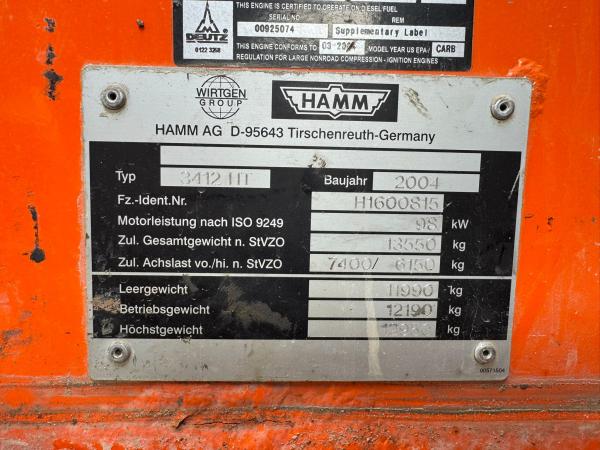 THIS ENGINE IS CERTIFIED TO OPERATE ON DIESEL FUEL
SERIAL NO REM
DEUTZ 00925074 Supplementary Label
0122 3258 THIS ENGINE CONFORMS TO 03-2004 MODEL YEAR US EPA/ CARB
REGULATION FOR LARGE NONROAD COMPRESSION - IGNITION ENGINES
WIRTGEN GROUP HAMM
HAMM AG D-95643 Tirschenreuth-Germany
Typ 3412 HT Baujahr 2004
Fz.-Ident.Nr. H1600815
Motorleistung nach ISO 9249 98 kW
Zul. Gesamtgewicht n. StVZO 13550 kg
Zul. Achslast vo./hi. n. StVZO 7400/ 6150 kg
Leergewicht 11990 kg
Betriebsgewicht 12190 kg
Höchstgewicht kg
00571504